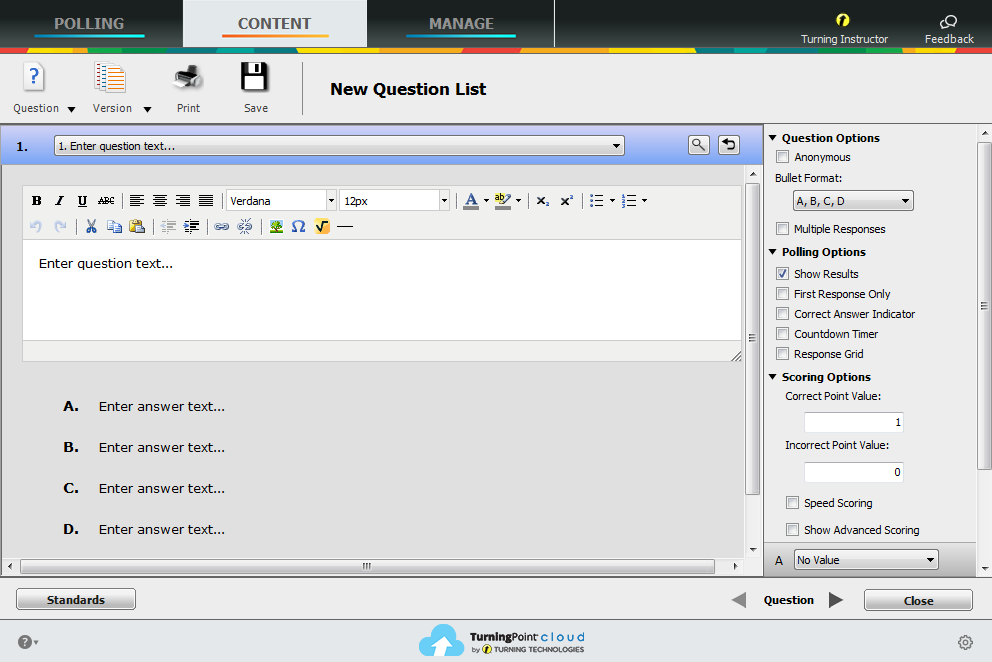 POLLING CONTENT MANAGE Turning Instructor Feedback
Question Version Print Save New Question List
1. 1. Enter question text...
B I U ABC Verdana 12px A ab X₂ X²
Enter question text...
A. Enter answer text...
B. Enter answer text...
C. Enter answer text...
D. Enter answer text...
Question Options
Anonymous
Bullet Format:
A, B, C, D
Multiple Responses
Polling Options
Show Results
First Response Only
Correct Answer Indicator
Countdown Timer
Response Grid
Scoring Options
Correct Point Value:
1
Incorrect Point Value:
0
Speed Scoring
Show Advanced Scoring
A No Value
Standards Question Close
TurningPoint cloud
by TURNING TECHNOLOGIES